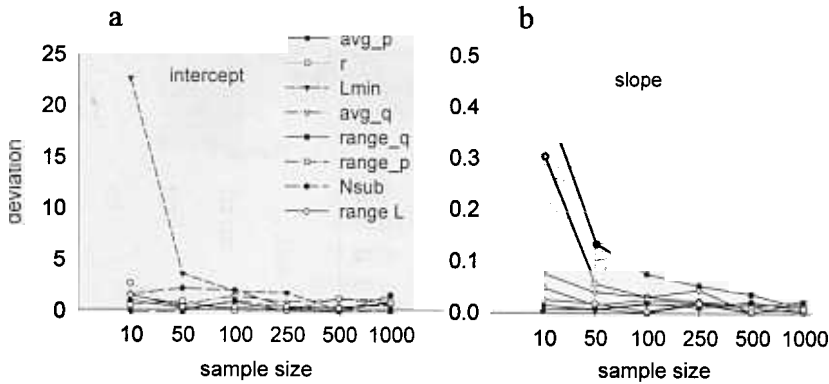 a
b
25
20
15
10
5
0
deviation
intercept
avg_p
r
Lmin
avg_q
range_q
range_p
Nsub
range L
10 50 100 250 500 1000
sample size
0.5
0.4
0.3
0.2
0.1
0.0
slope
10 50 100 250 500 1000
sample size